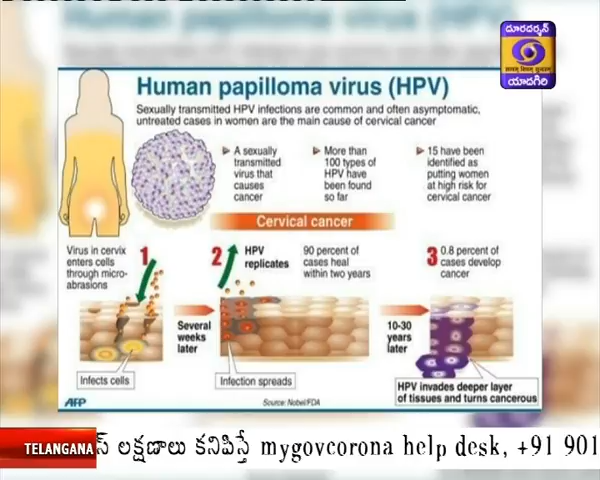 దూరదర్శన్
యాదగిరి
Human papilloma virus (HPV)
Sexually transmitted HPV infections are common and often asymptomatic,
untreated cases in women are the main cause of cervical cancer
A sexually
transmitted
virus that
causes
cancer
More than
100 types of
HPV have
been found
so far
15 have been
identified as
putting women
at high risk for
cervical cancer
Cervical cancer
Virus in cervix
enters cells
through micro-
abrasions
1
2
HPV
replicates
90 percent of
cases heal
within two years
3
0.8 percent of
cases develop
cancer
Several
weeks
later
10-30
years
later
Infects cells
Infection spreads
HPV invades deeper layer
of tissues and turns cancerous
AFP
Source: Nobel/FDA
TELANGANA
స్ లక్షణాలు కనిపిస్తే mygovcorona help desk, +91 901